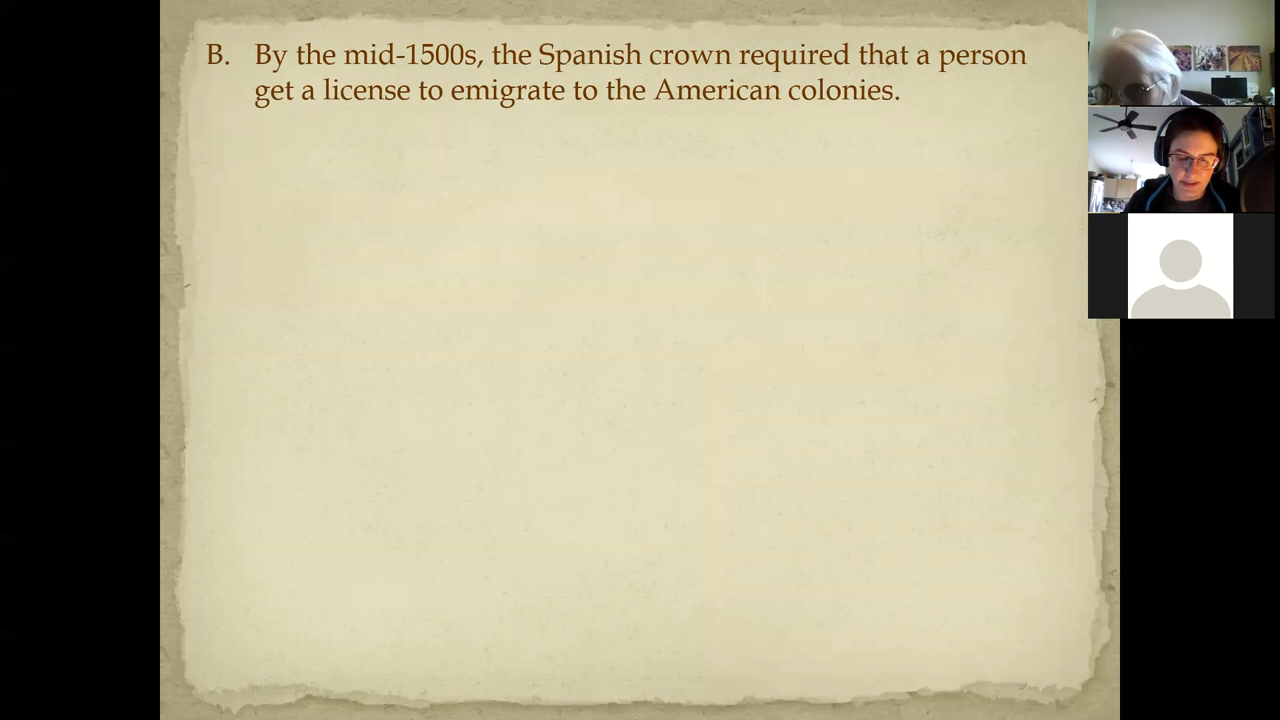 B. By the mid-1500s, the Spanish crown required that a person
get a license to emigrate to the American colonies.